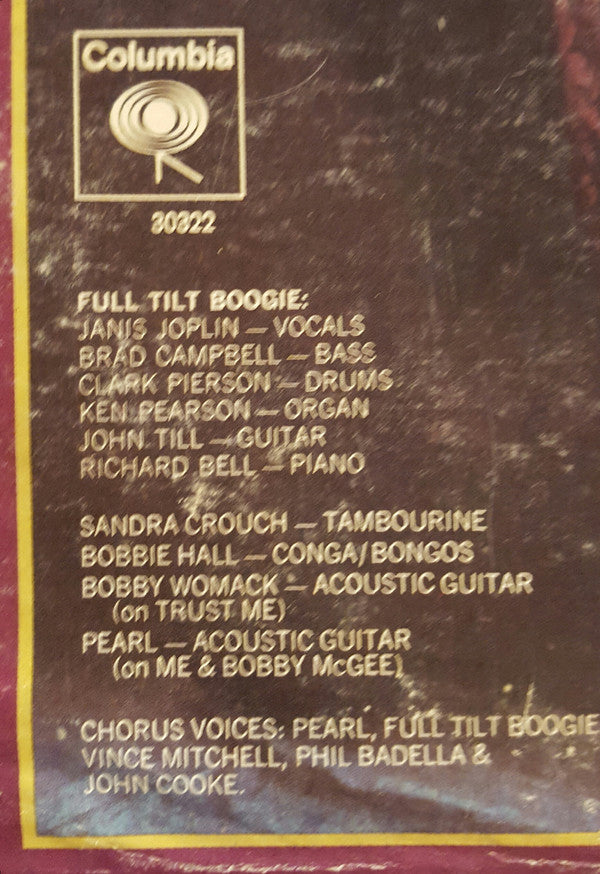 Columbia
30322
FULL TILT BOOGIE:
JANIS JOPLIN — VOCALS
BRAD CAMPBELL — BASS
CLARK PIERSON — DRUMS
KEN PEARSON — ORGAN
JOHN TILL — GUITAR
RICHARD BELL — PIANO
SANDRA CROUCH — TAMBOURINE
BOBBIE HALL — CONGA/BONGOS
BOBBY WOMACK — ACOUSTIC GUITAR
(on TRUST ME)
PEARL — ACOUSTIC GUITAR
(on ME & BOBBY McGEE)
CHORUS VOICES: PEARL, FULL TILT BOOGIE
VINCE MITCHELL, PHIL BADELLA &
JOHN COOKE.